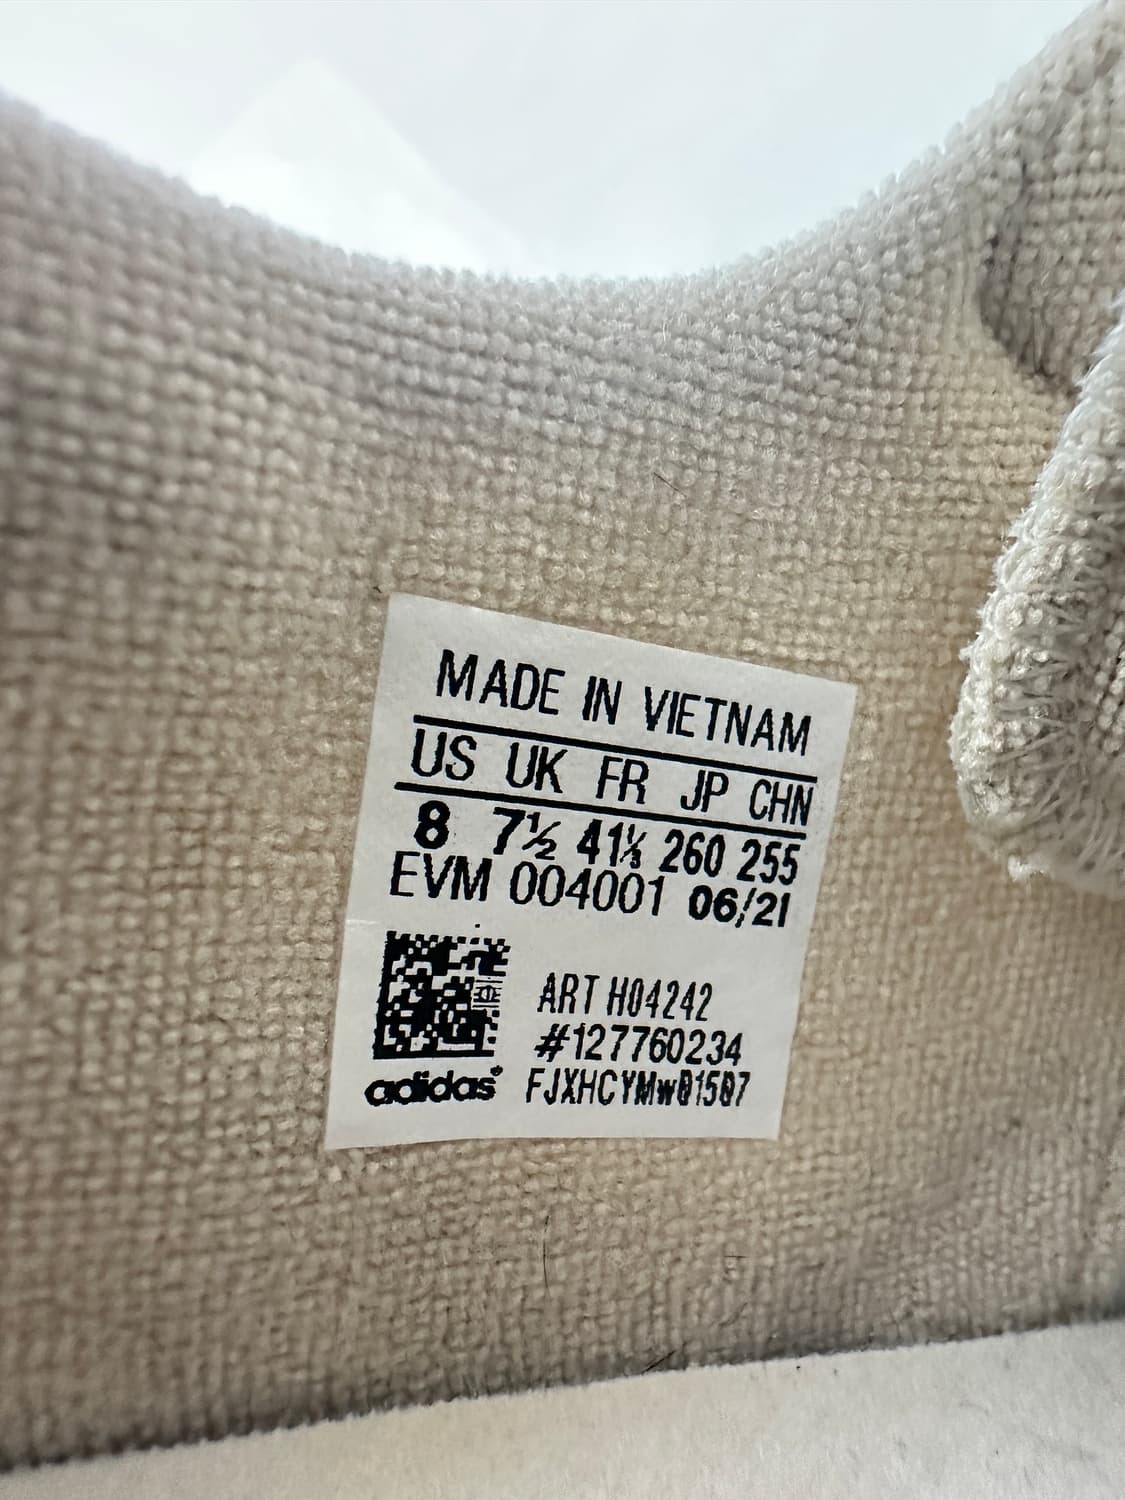 MADE IN VIETNAM
US UK FR JP CHN
8 7½ 41⅓ 260 255
EVM 004001 06/21
ART H04242
#127760234
FJXHCYMw01507
adidas